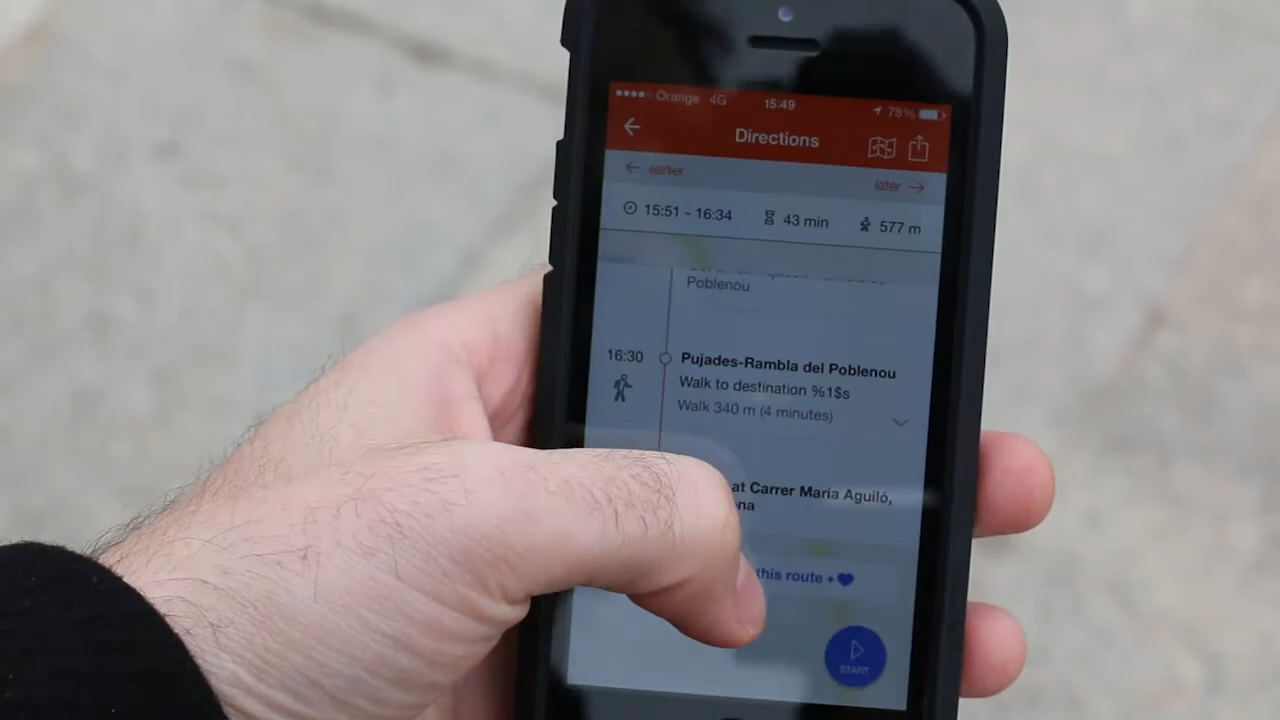 Orange 4G 15:49 78%
Directions
← earlier
later →
15:51 - 16:34 43 min 577 m
Poblenou
16:30 Pujades-Rambla del Poblenou
Walk to destination %1$s
Walk 340 m (4 minutes)
at Carrer Maria Aguiló,
this route +
START